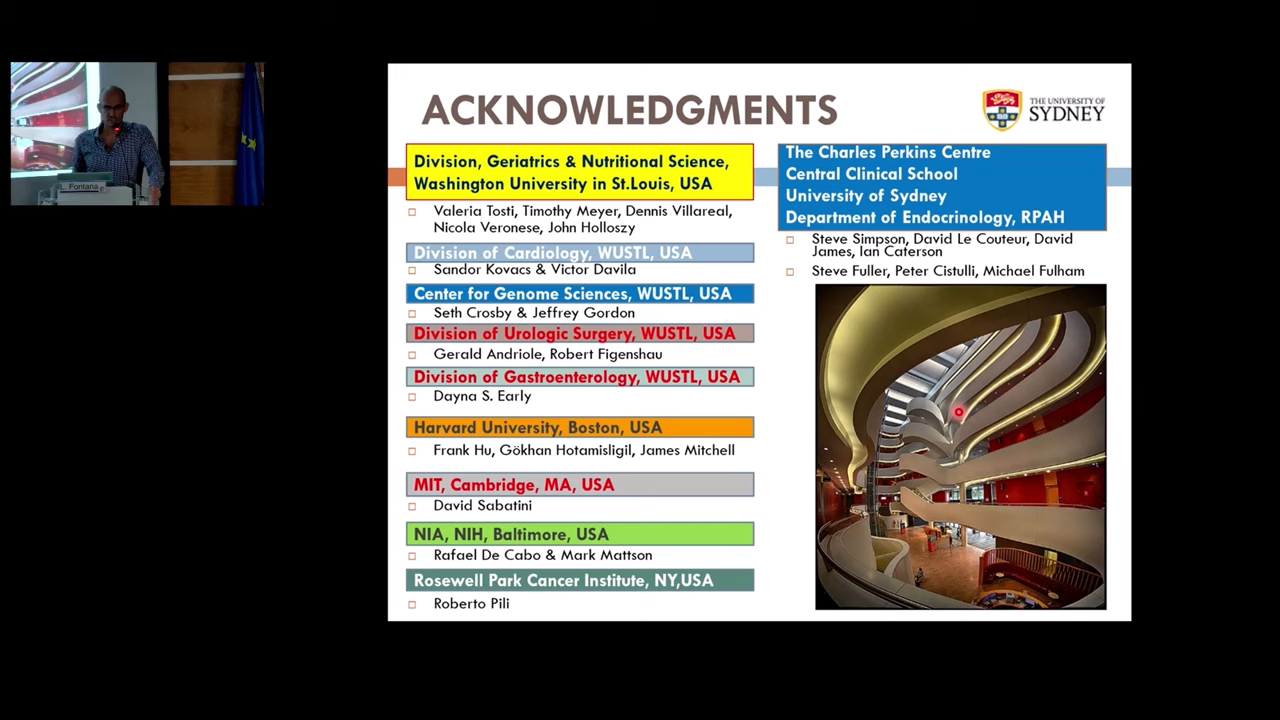 ACKNOWLEDGMENTS
THE UNIVERSITY OF
SYDNEY
Division, Geriatrics & Nutritional Science,
Washington University in St.Louis, USA
Valeria Tosti, Timothy Meyer, Dennis Villareal,
Nicola Veronese, John Holloszy
Division of Cardiology, WUSTL, USA
Sandor Kovacs & Victor Davila
Center for Genome Sciences, WUSTL, USA
Seth Crosby & Jeffrey Gordon
Division of Urologic Surgery, WUSTL, USA
Gerald Andriole, Robert Figenshau
Division of Gastroenterology, WUSTL, USA
Dayna S. Early
Harvard University, Boston, USA
Frank Hu, Gökhan Hotamisligil, James Mitchell
MIT, Cambridge, MA, USA
David Sabatini
NIA, NIH, Baltimore, USA
Rafael De Cabo & Mark Mattson
Rosewell Park Cancer Institute, NY,USA
Roberto Pili
The Charles Perkins Centre
Central Clinical School
University of Sydney
Department of Endocrinology, RPAH
Steve Simpson, David Le Couteur, David
James, Ian Caterson
Steve Fuller, Peter Cistulli, Michael Fulham
L. Fontana